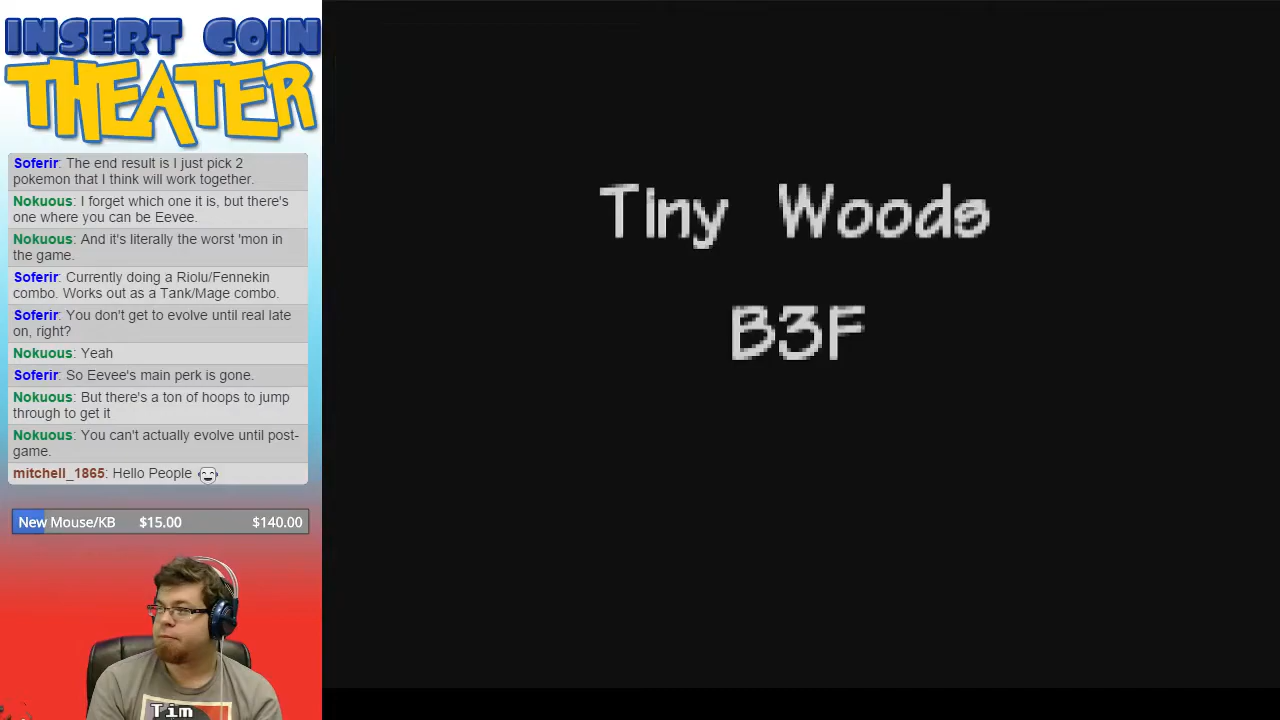 INSERT COIN
THEATER
Soferir: The end result is I just pick 2
pokemon that I think will work together.
Nokuous: I forget which one it is, but there's
one where you can be Eevee.
Nokuous: And it's literally the worst 'mon in
the game.
Soferir: Currently doing a Riolu/Fennekin
combo. Works out as a Tank/Mage combo.
Soferir: You don't get to evolve until real late
on, right?
Nokuous: Yeah
Soferir: So Eevee's main perk is gone.
Nokuous: But there's a ton of hoops to jump
through to get it
Nokuous: You can't actually evolve until post-
game.
mitchell_1865: Hello People
New Mouse/KB $15.00 $140.00
Tim
Tiny Woods
B3F